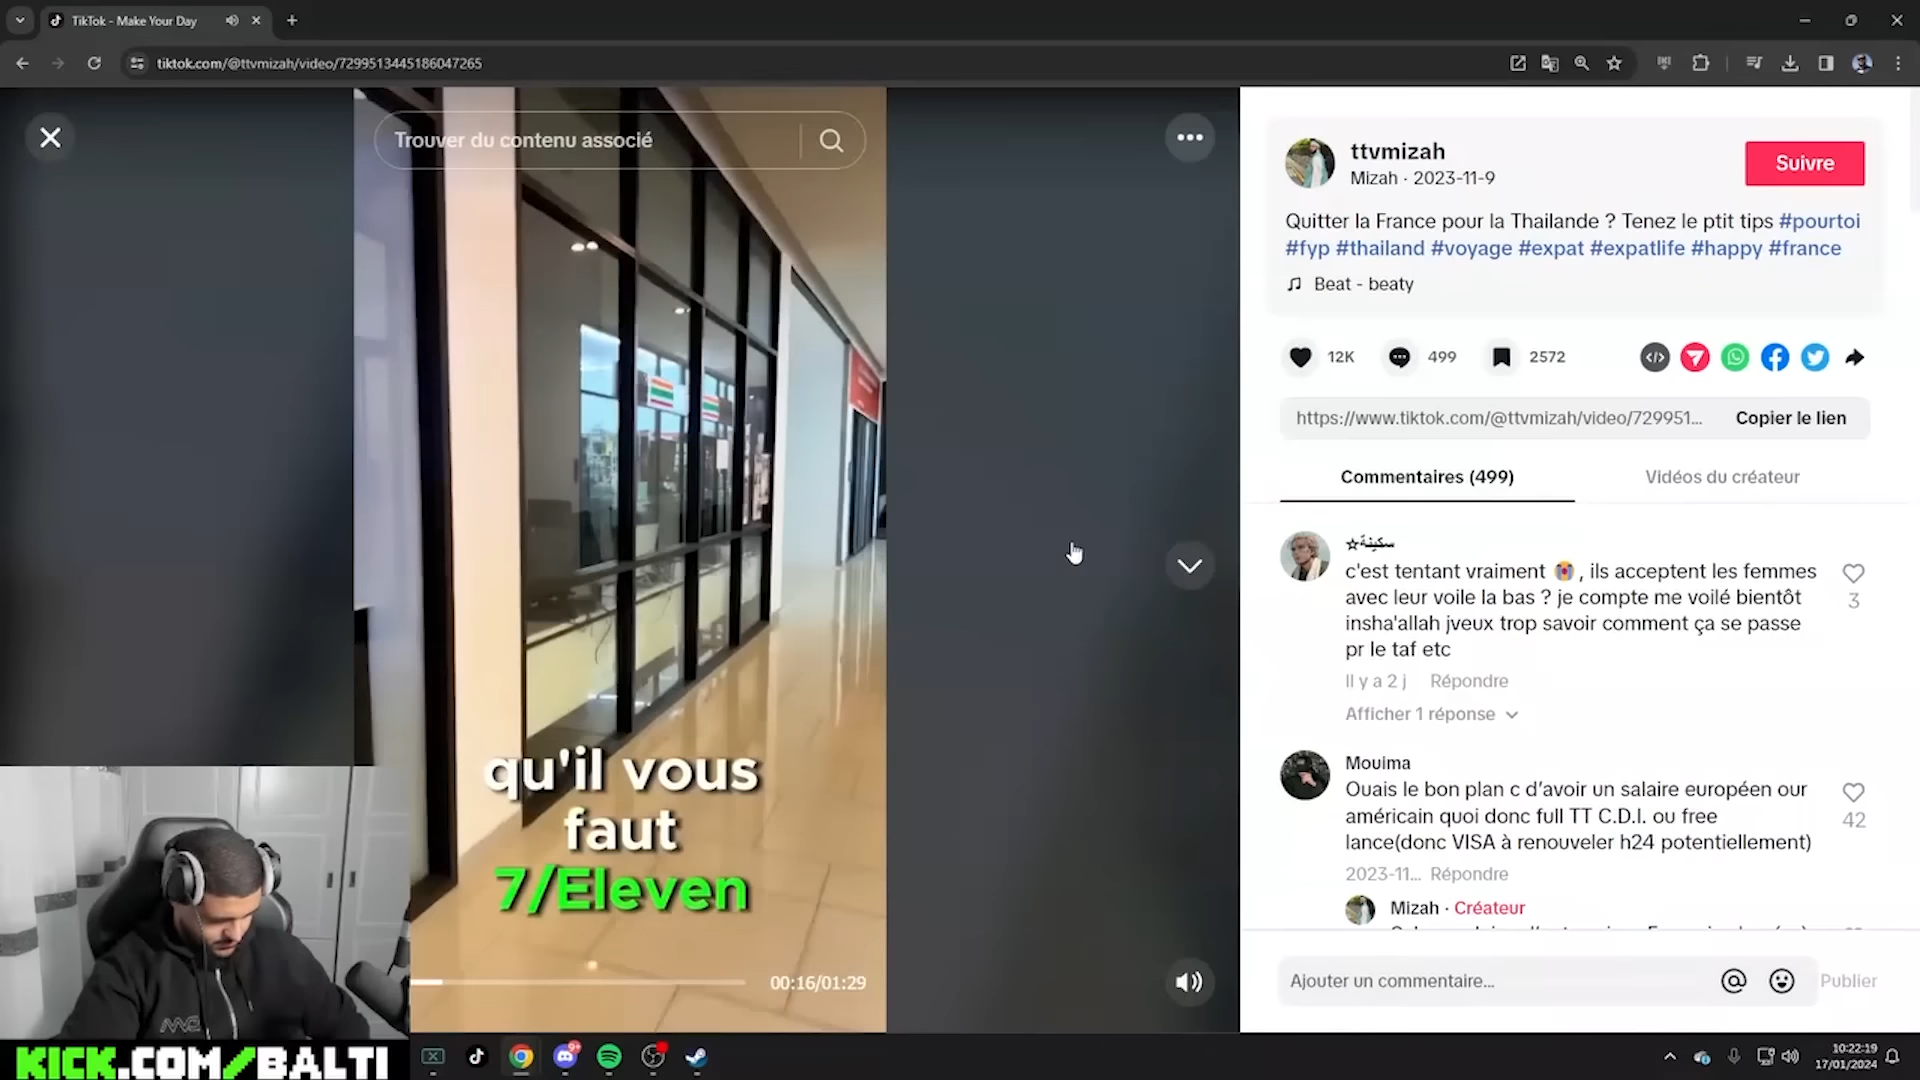 TikTok - Make Your Day
tiktok.com/@ttvmizah/video/7299513445186047265
Trouver du contenu associé
qu'il vous
faut
7/Eleven
00:16/01:29
KICK.COM/BALTI
ttvmizah
Mizah · 2023-11-9
Suivre
Quitter la France pour la Thailande ? Tenez le ptit tips #pourtoi
#fyp #thailand #voyage #expat #expatlife #happy #france
Beat - beaty
12K
499
2572
https://www.tiktok.com/@ttvmizah/video/729951...
Copier le lien
Commentaires (499)
Vidéos du créateur
سكينة☆
c'est tentant vraiment 😭, ils acceptent les femmes
avec leur voile la bas ? je compte me voilé bientôt
insha'allah jveux trop savoir comment ça se passe
pr le taf etc
3
Il y a 2 j
Répondre
Afficher 1 réponse
Mouima
Ouais le bon plan c d'avoir un salaire européen our
américain quoi donc full TT C.D.I. ou free
lance(donc VISA à renouveler h24 potentiellement)
42
2023-11...
Répondre
Mizah · Créateur
Ajouter un commentaire...
Publier
10:22:19
17/01/2024